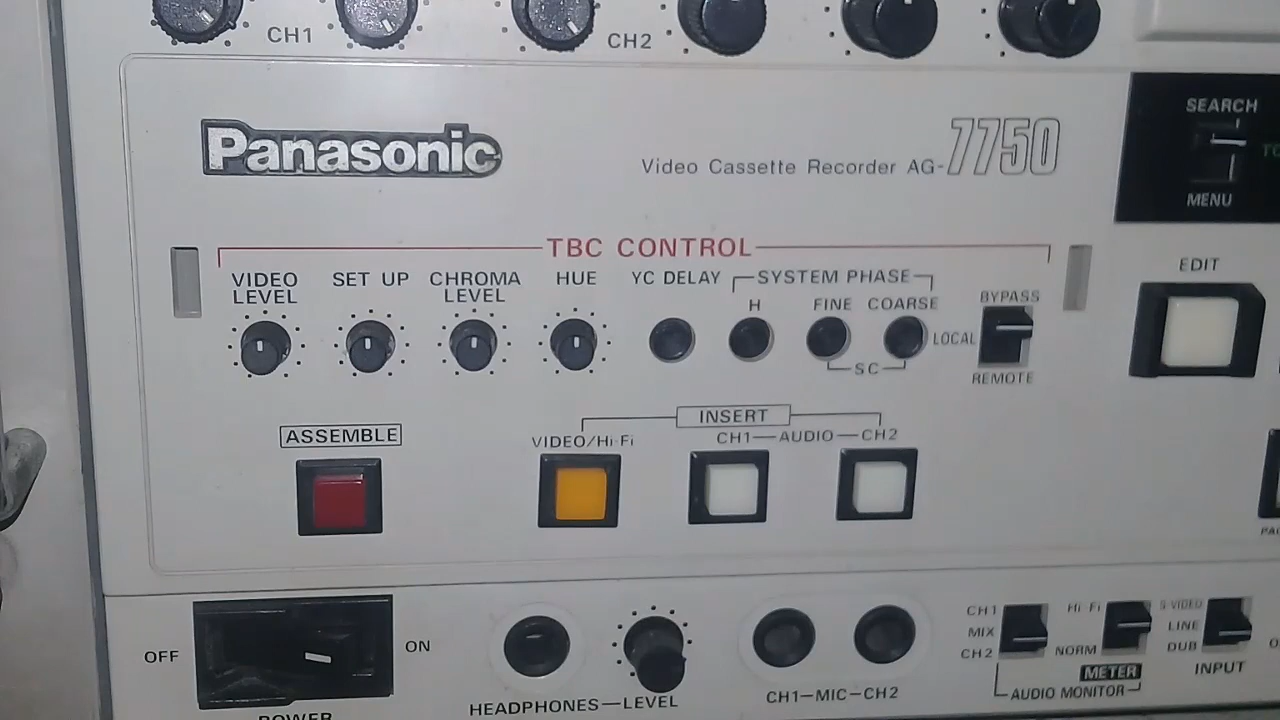 CH1
CH2
Panasonic
Video Cassette Recorder AG-7750
SEARCH
MENU
TBC CONTROL
VIDEO LEVEL
SET UP
CHROMA LEVEL
HUE
YC DELAY
SYSTEM PHASE
H
FINE
COARSE
SC
BYPASS
LOCAL
REMOTE
EDIT
ASSEMBLE
INSERT
VIDEO/Hi-Fi
CH1—AUDIO—CH2
OFF
ON
POWER
HEADPHONES—LEVEL
CH1—MIC—CH2
CH1
MIX
CH2
Hi Fi
NORM
METER
AUDIO MONITOR
S VIDEO
LINE
DUB
INPUT